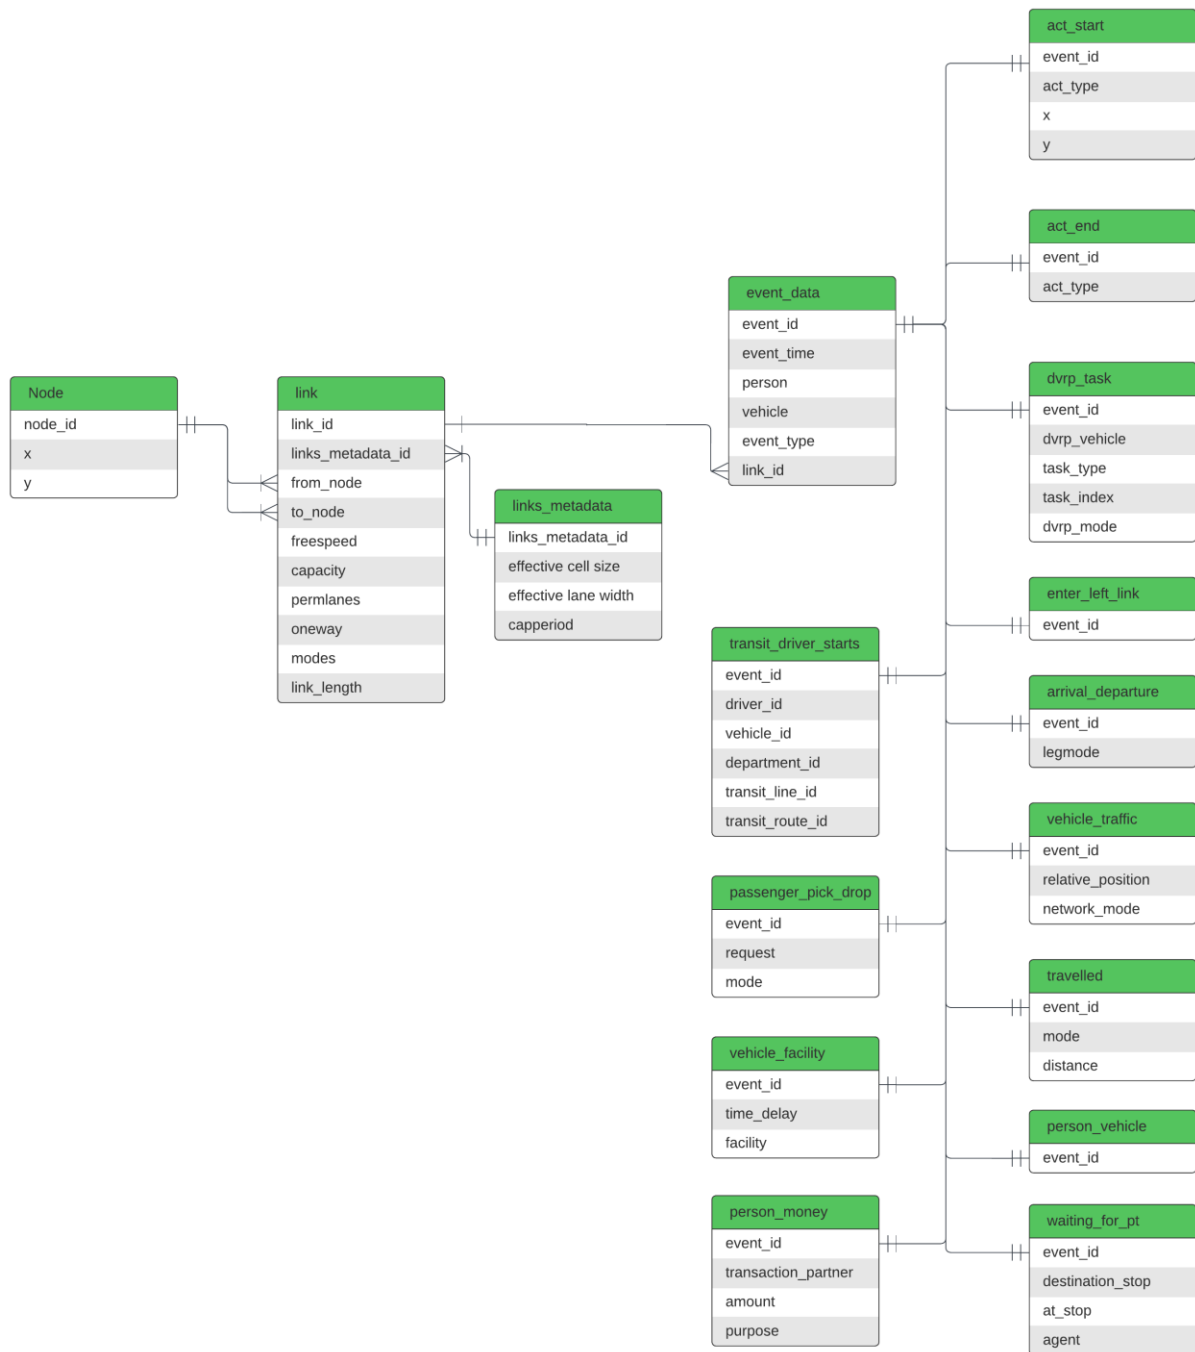 Node
node_id
x
y
link
link_id
links_metadata_id
from_node
to_node
freespeed
capacity
permlanes
oneway
modes
link_length
links_metadata
links_metadata_id
effective cell size
effective lane width
capperiod
event_data
event_id
event_time
person
vehicle
event_type
link_id
transit_driver_starts
event_id
driver_id
vehicle_id
department_id
transit_line_id
transit_route_id
passenger_pick_drop
event_id
request
mode
vehicle_facility
event_id
time_delay
facility
person_money
event_id
transaction_partner
amount
purpose
act_start
event_id
act_type
x
y
act_end
event_id
act_type
dvrp_task
event_id
dvrp_vehicle
task_type
task_index
dvrp_mode
enter_left_link
event_id
arrival_departure
event_id
legmode
vehicle_traffic
event_id
relative_position
network_mode
travelled
event_id
mode
distance
person_vehicle
event_id
waiting_for_pt
event_id
destination_stop
at_stop
agent